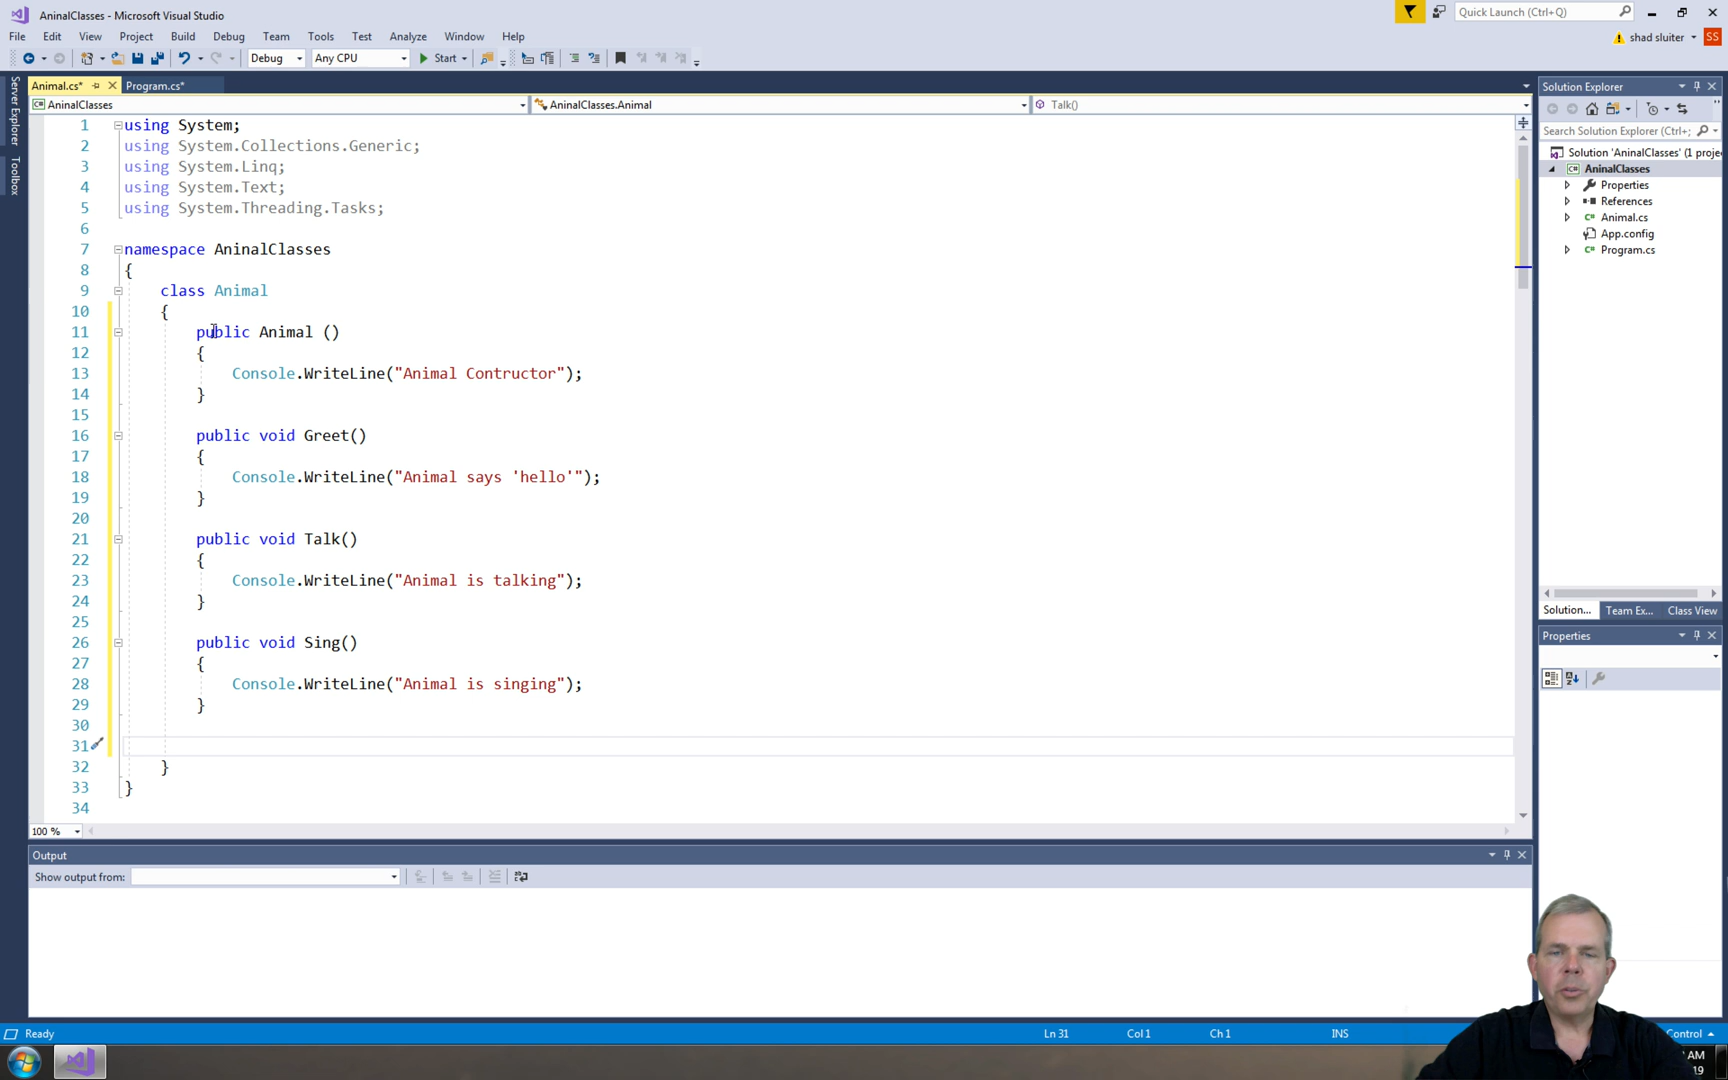 AninalClasses - Microsoft Visual Studio
Quick Launch (Ctrl+Q)
File Edit View Project Build Debug Team Tools Test Analyze Window Help
shad sluiter SS
Debug Any CPU Start
Animal.cs* Program.cs*
AninalClasses AninalClasses.Animal Talk()
Server Explorer
Toolbox
1 using System;
2 using System.Collections.Generic;
3 using System.Linq;
4 using System.Text;
5 using System.Threading.Tasks;
6
7 namespace AninalClasses
8 {
9 class Animal
10 {
11 public Animal ()
12 {
13 Console.WriteLine("Animal Contructor");
14 }
15
16 public void Greet()
17 {
18 Console.WriteLine("Animal says 'hello'");
19 }
20
21 public void Talk()
22 {
23 Console.WriteLine("Animal is talking");
24 }
25
26 public void Sing()
27 {
28 Console.WriteLine("Animal is singing");
29 }
30
31
32 }
33 }
34
100 %
Solution Explorer
Search Solution Explorer (Ctrl+;
Solution 'AninalClasses' (1 proje
AninalClasses
Properties
References
Animal.cs
App.config
Program.cs
Solution... Team Ex... Class View
Properties
Output
Show output from:
Ready Ln 31 Col 1 Ch 1 INS Control
AM
19